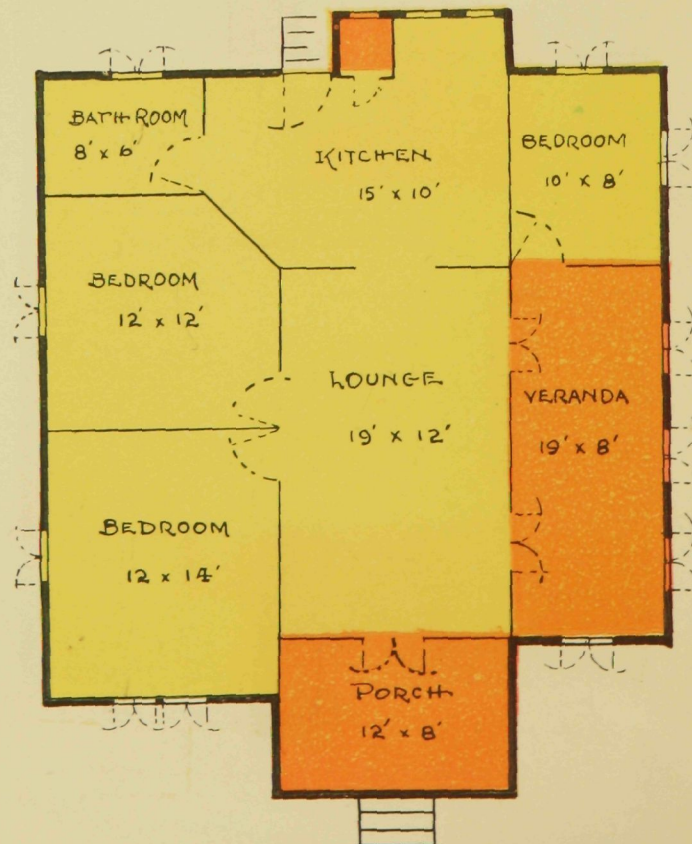 BATH ROOM
8' x 6'
KITCHEN
15' x 10'
BEDROOM
10' x 8'
BEDROOM
12' x 12'
LOUNGE
19' x 12'
VERANDA
19' x 8'
BEDROOM
12 x 14'
PORCH
12' x 8'